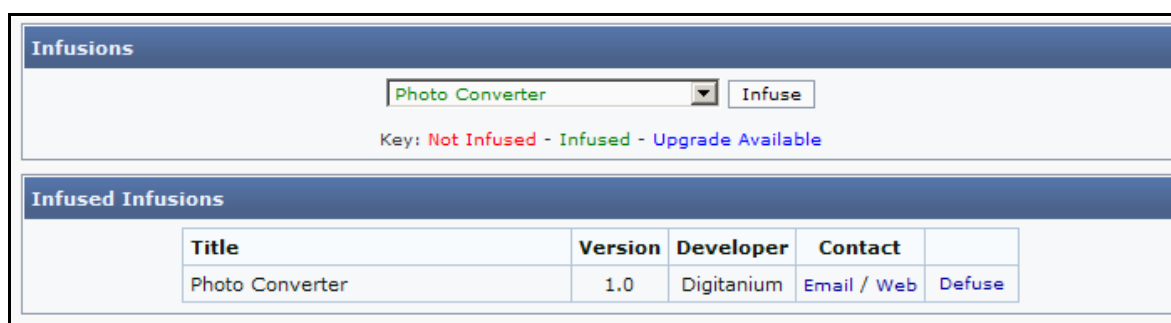 Infusions
Photo Converter Infuse
Key: Not Infused - Infused - Upgrade Available
Infused Infusions
Title Version Developer Contact
Photo Converter 1.0 Digitanium Email / Web Defuse